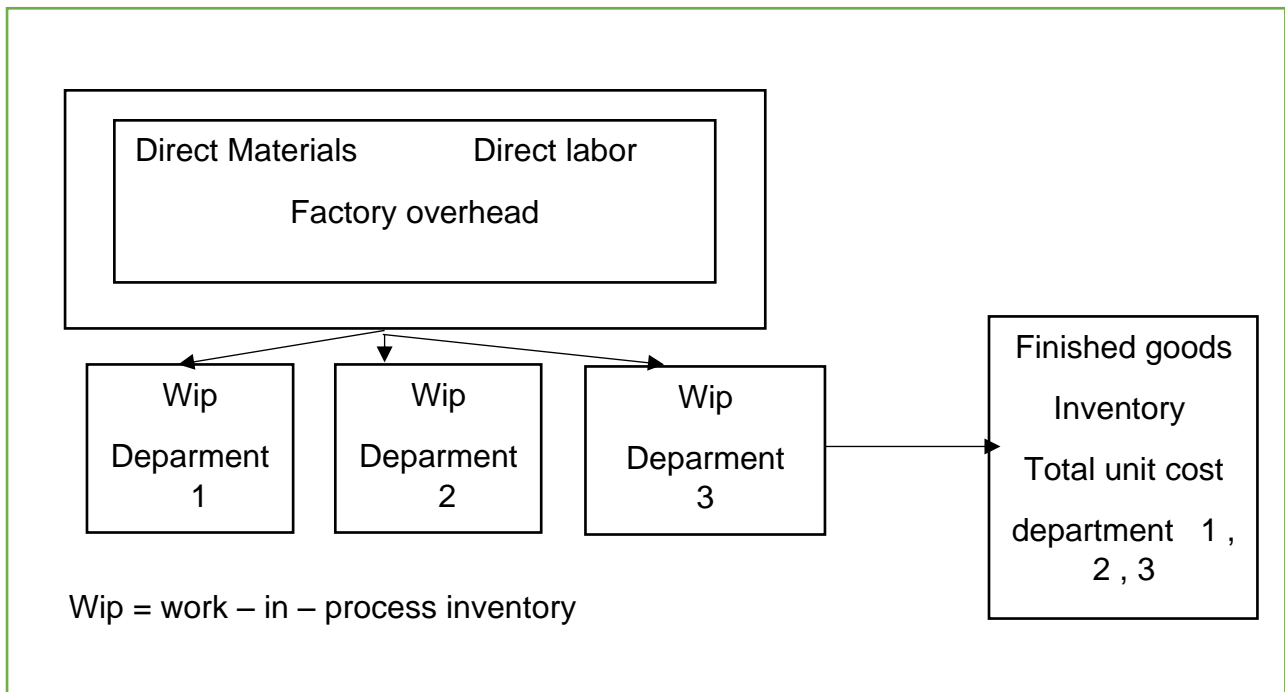 Direct Materials Direct labor
Factory overhead
Wip
Deparment
1
Wip
Deparment
2
Wip
Deparment
3
Finished goods
Inventory
Total unit cost
department 1 ,
2 , 3
Wip = work – in – process inventory